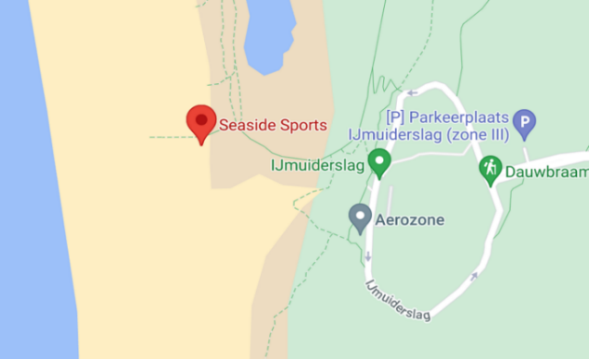 [P] Parkeerplaats
IJmuiderslag (zone III)
P
Seaside Sports
IJmuiderslag
Dauwbraam
Aerozone
IJmuiderslag